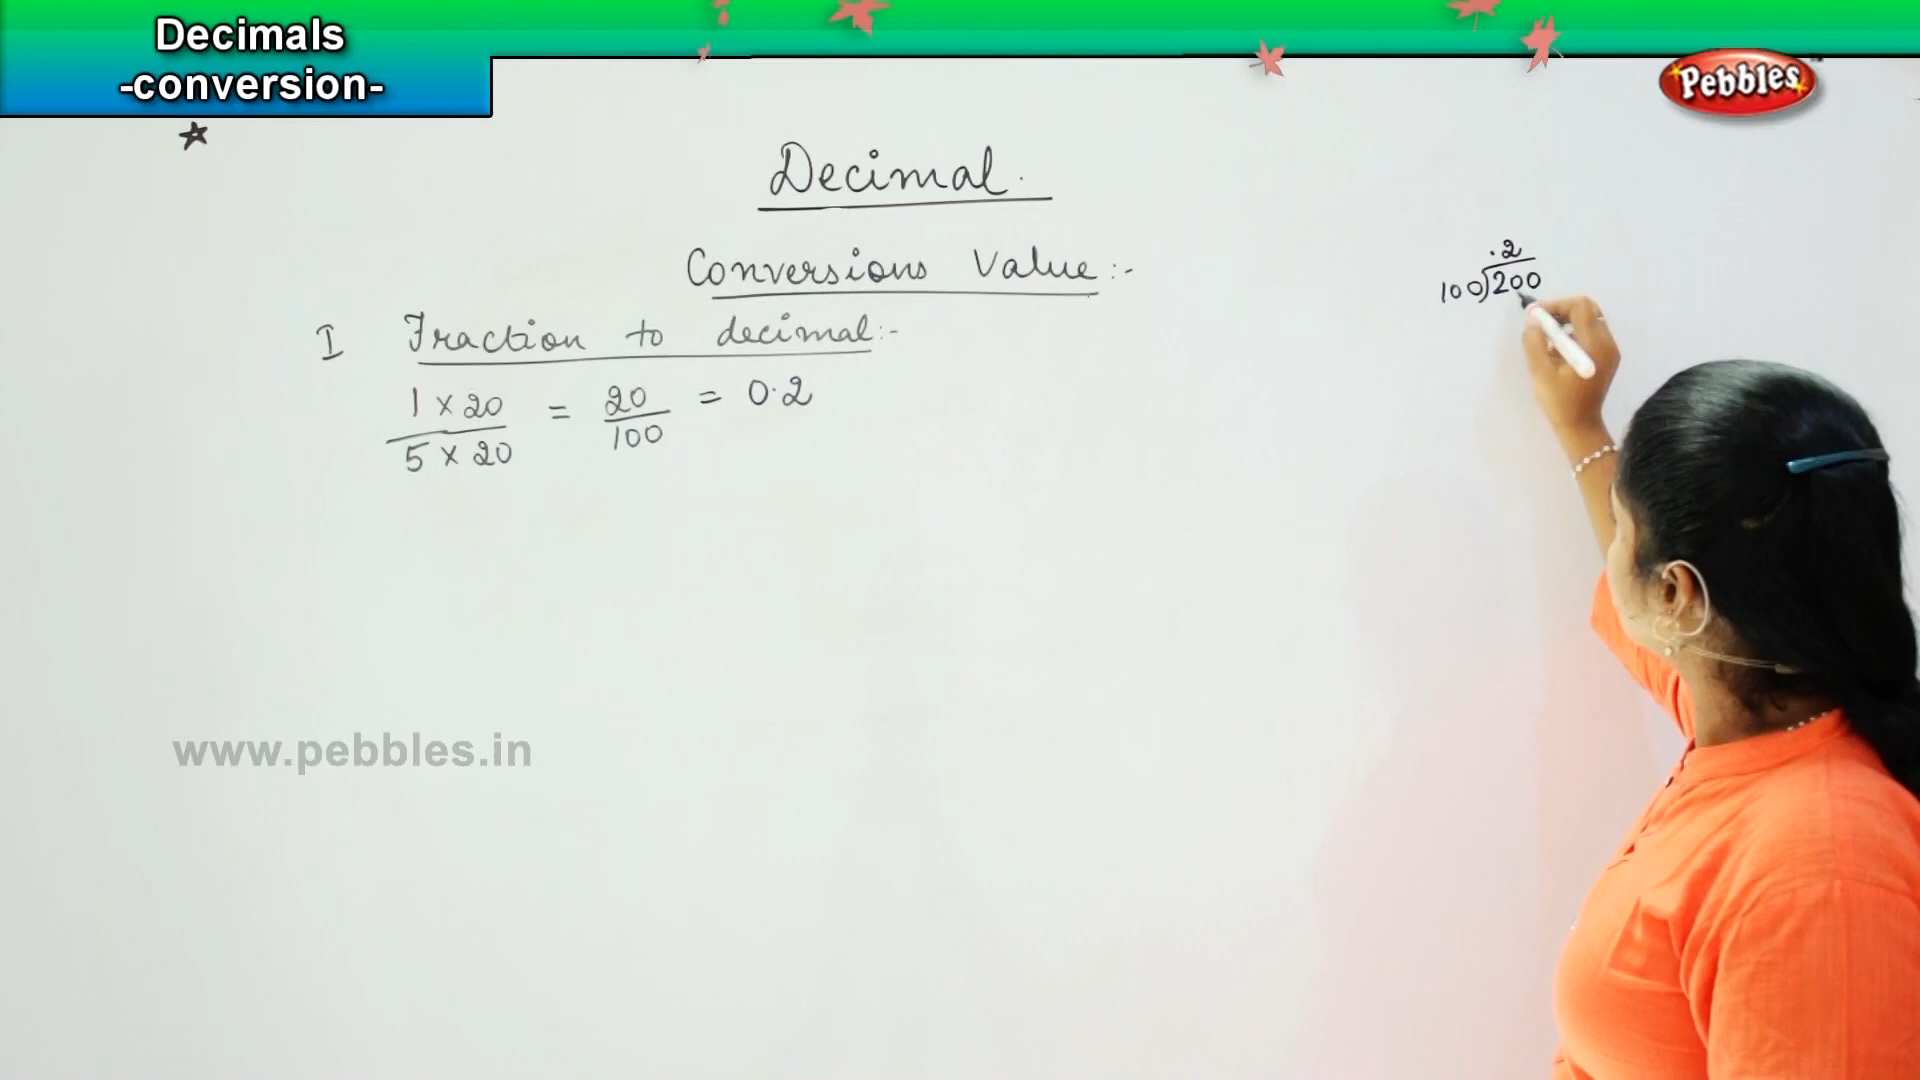 Decimals
-conversion-
Pebbles
Decimal.
Conversions Value:-
I Fraction to decimal:-
1 × 20 = 20 = 0.2
5 × 20 100
.2
100)200
www.pebbles.in